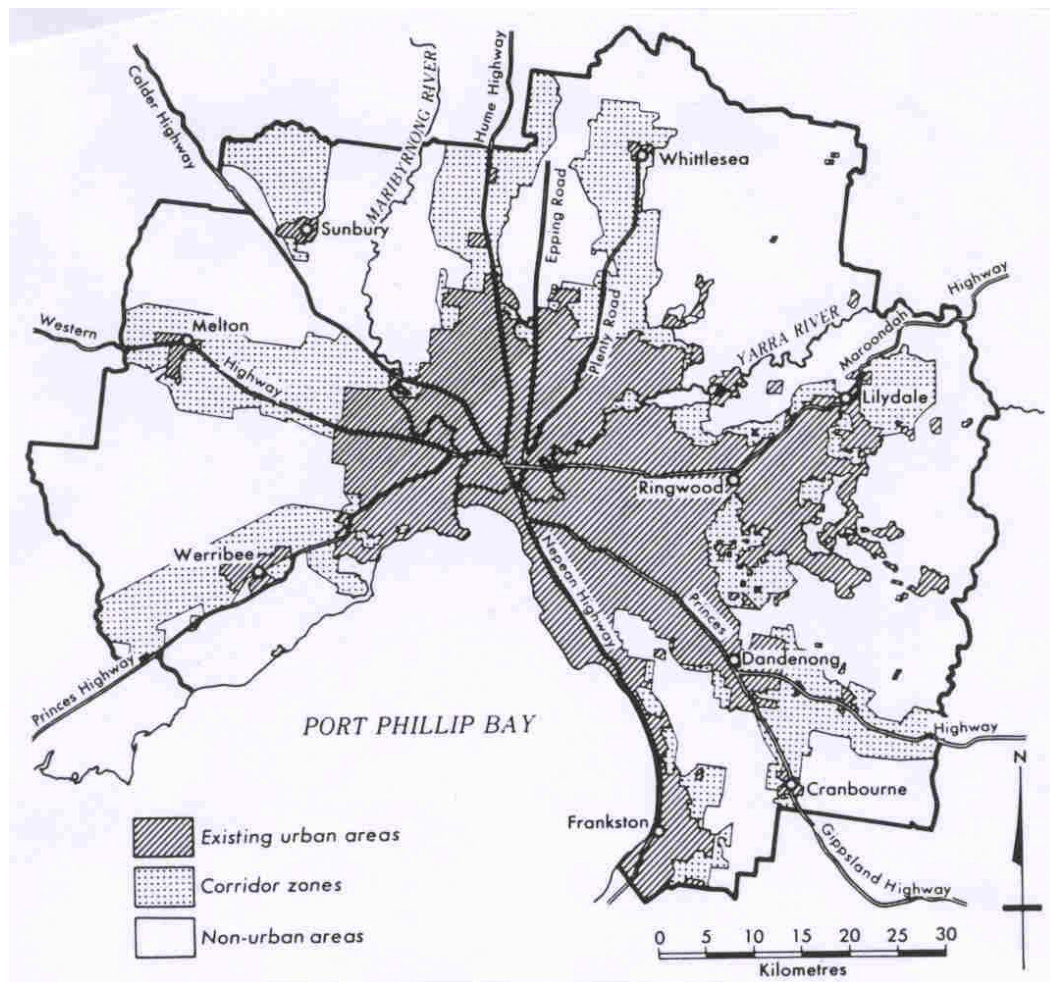 Calder Highway
MARIBYRNONG RIVER
Hume Highway
Epping Road
Whittlesea
Sunbury
Plenty Road
YARRA RIVER
Maroondah
Highway
Western
Melton
Highway
Lilydale
Ringwood
Werribee
Nepean Highway
Princes
Dandenong
Princes Highway
PORT PHILLIP BAY
Highway
N
Cranbourne
Frankston
Gippsland Highway
Existing urban areas
Corridor zones
Non-urban areas
0 5 10 15 20 25 30
Kilometres